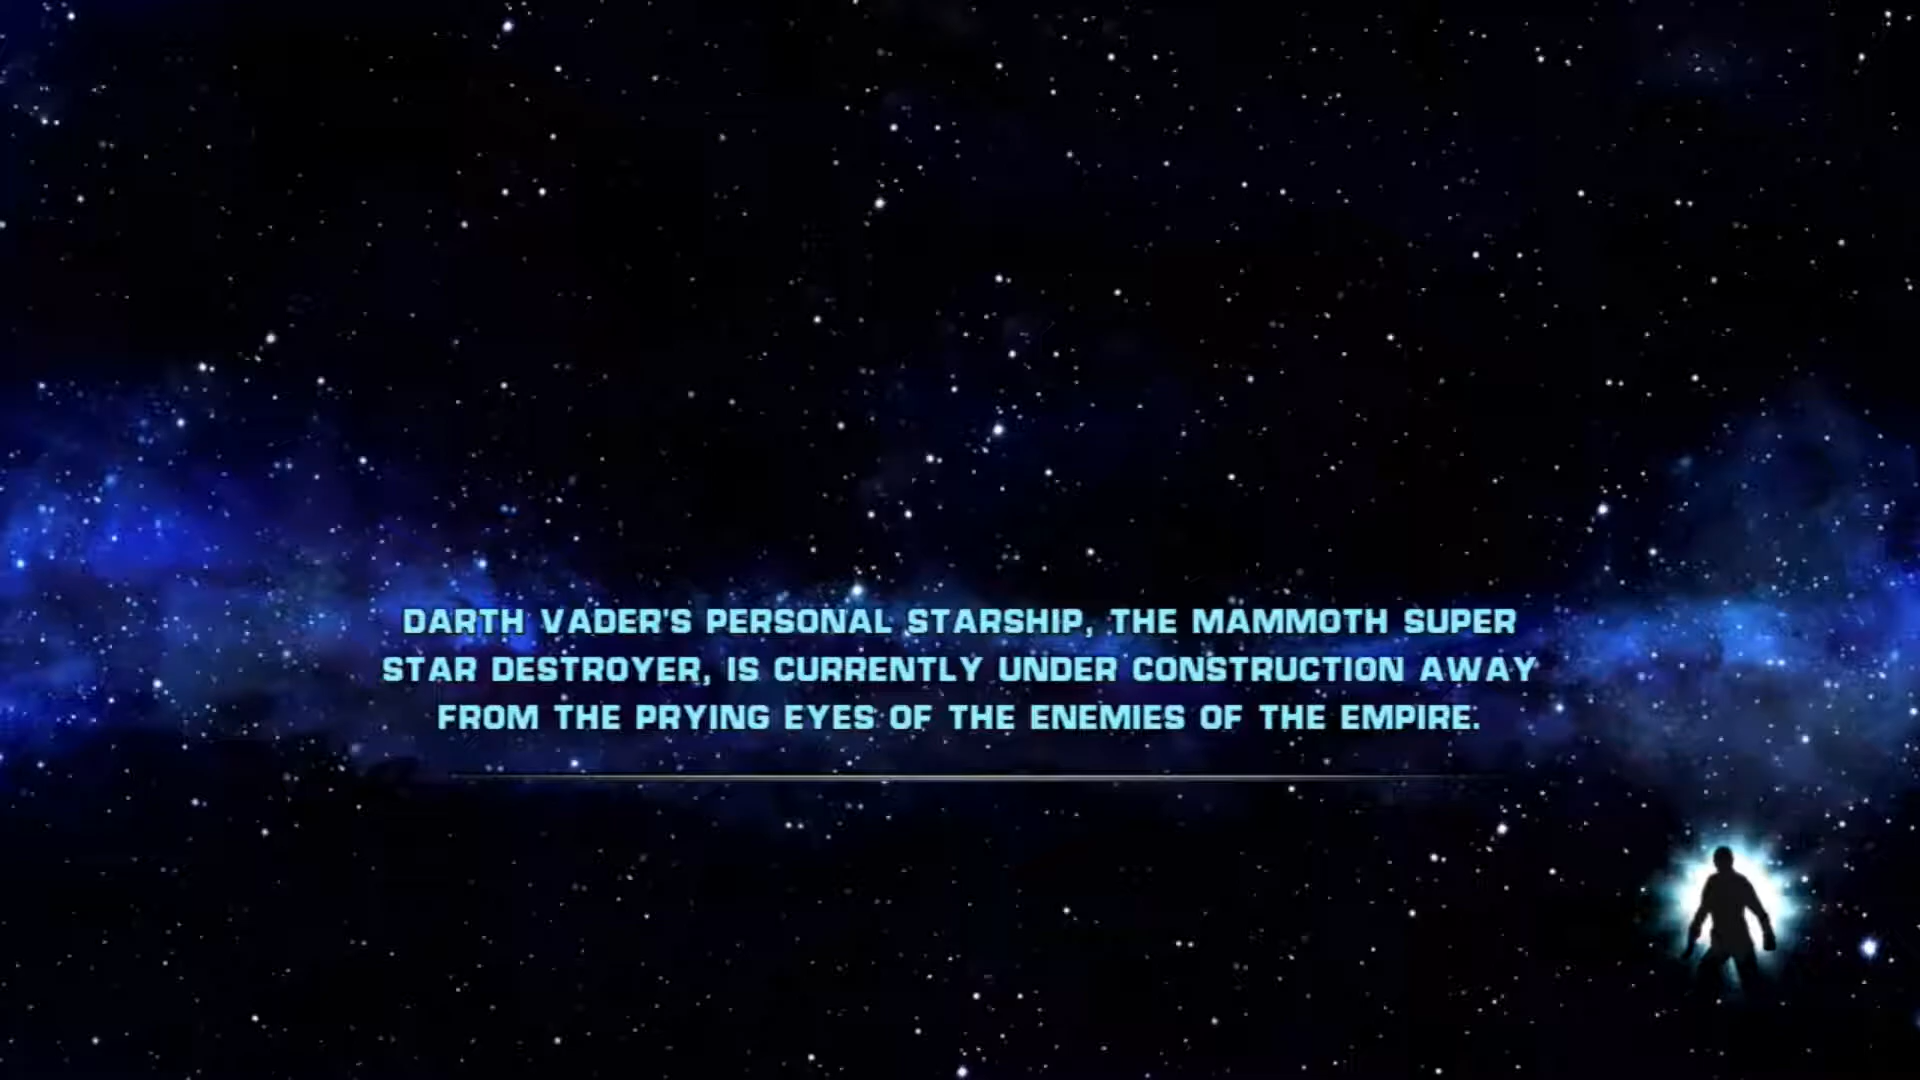 DARTH VADER'S PERSONAL STARSHIP, THE MAMMOTH SUPER
STAR DESTROYER, IS CURRENTLY UNDER CONSTRUCTION AWAY
FROM THE PRYING EYES OF THE ENEMIES OF THE EMPIRE.